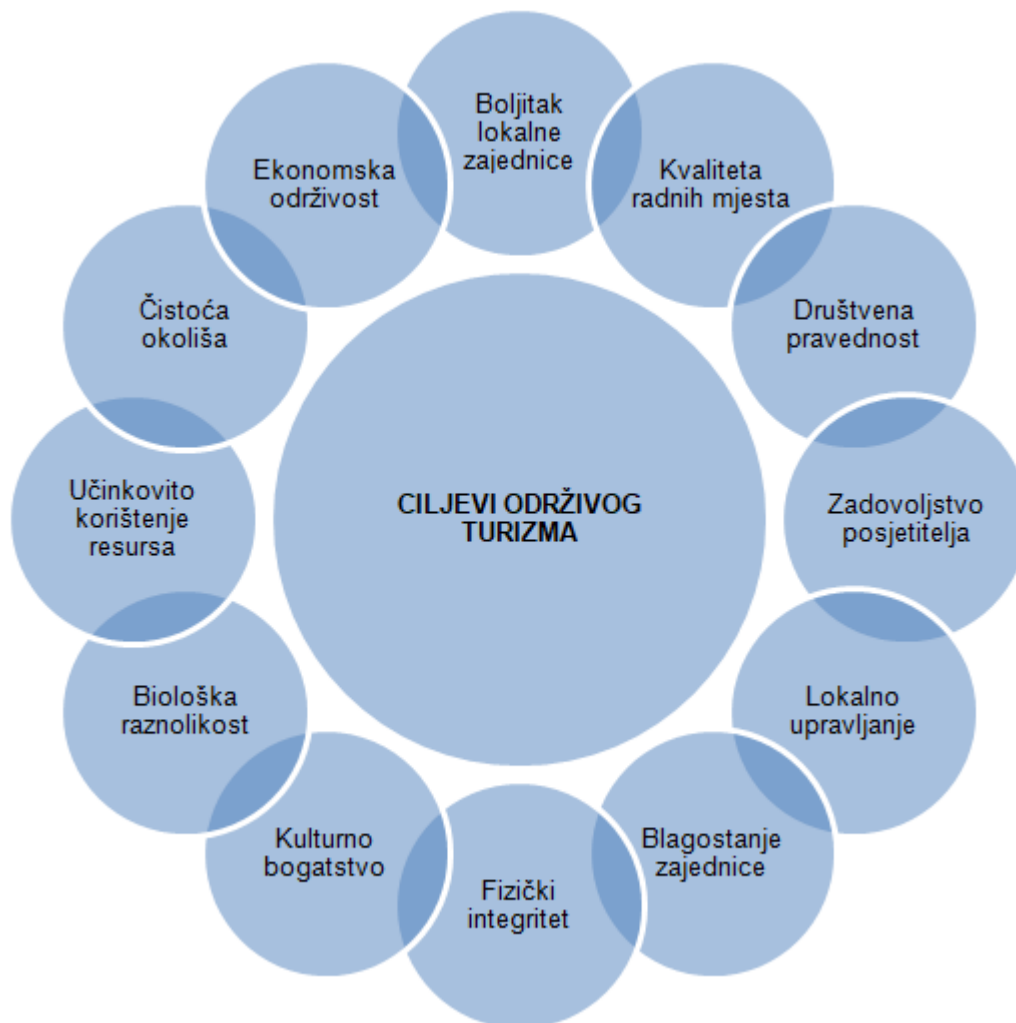 Boljitak
lokalne
zajednice
Kvaliteta
radnih mjesta
Društvena
pravednost
Zadovoljstvo
posjetitelja
Lokalno
upravljanje
Blagostanje
zajednice
Fizički
integritet
Kulturno
bogatstvo
Biološka
raznolikost
Učinkovito
korištenje
resursa
Čistoća
okoliša
Ekonomska
održivost
CILJEVI ODRŽIVOG
TURIZMA